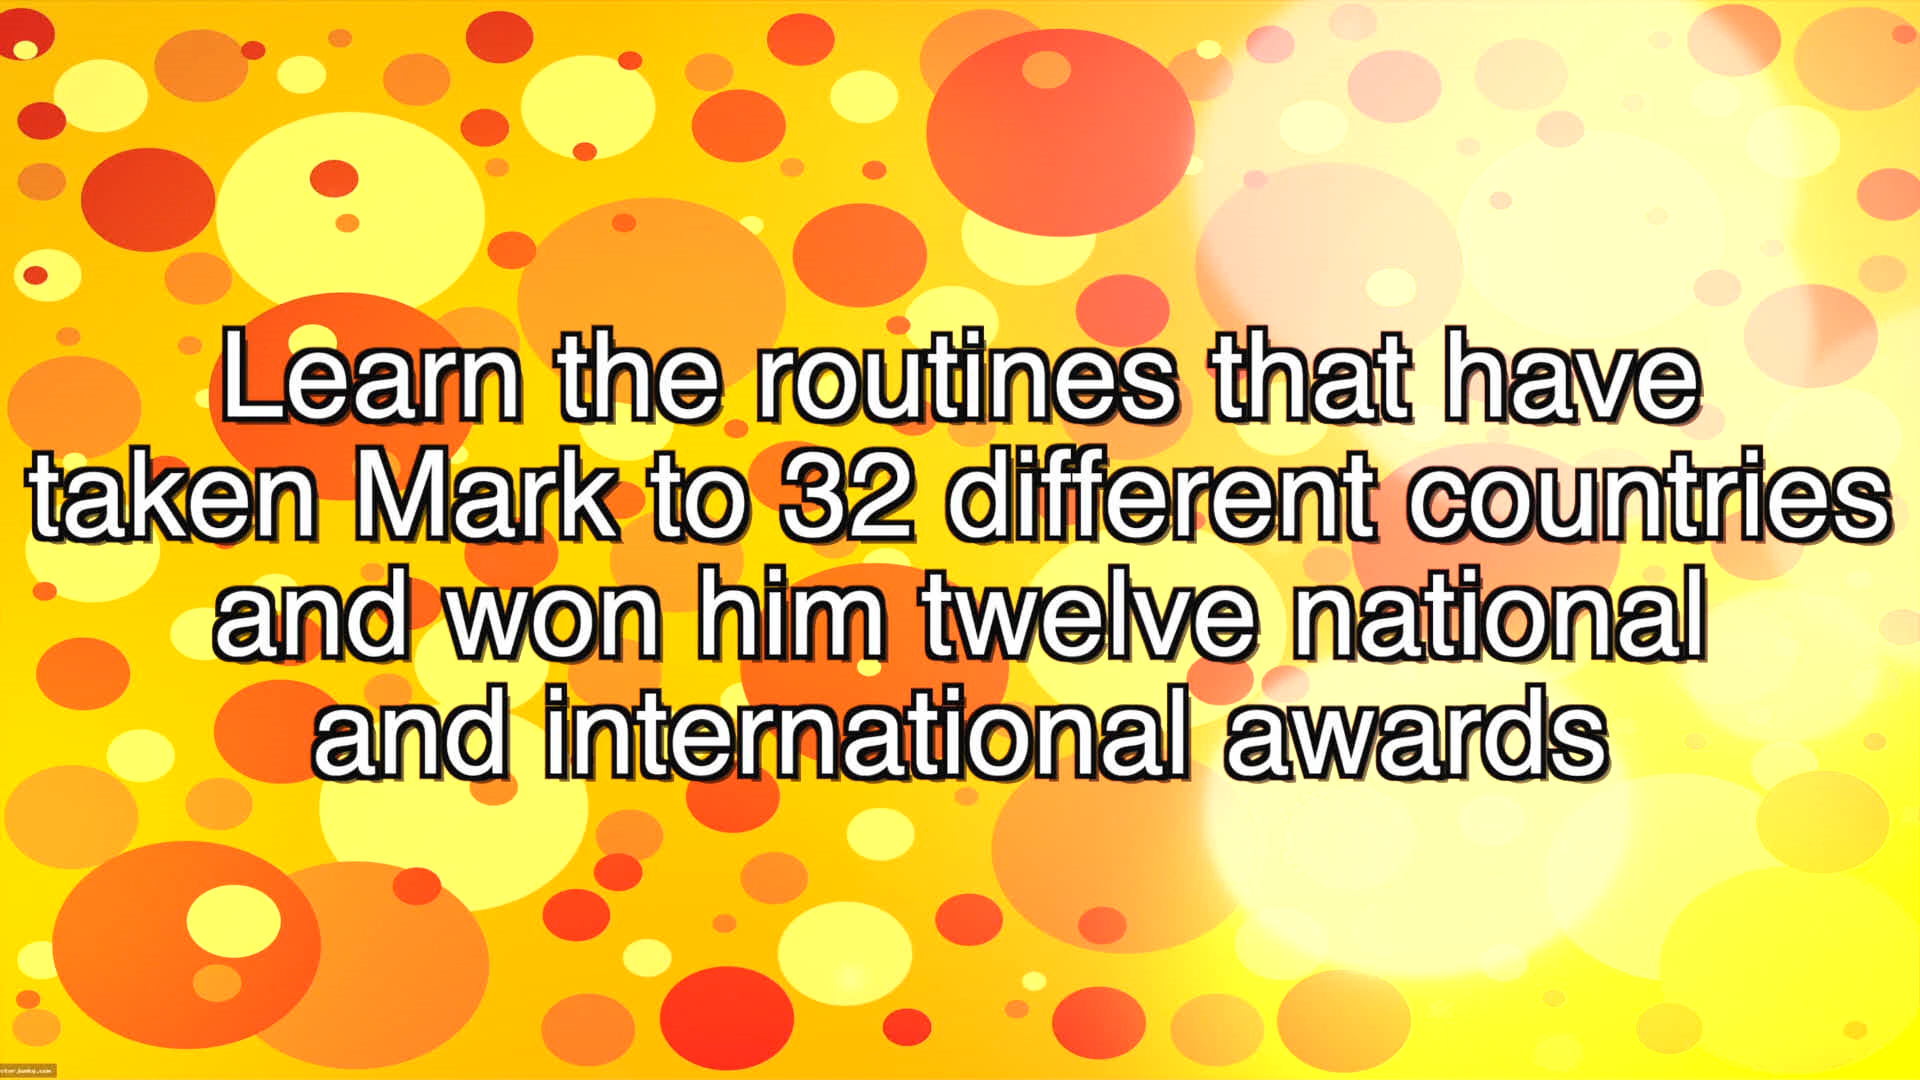 Learn the routines that have
taken Mark to 32 different countries
and won him twelve national
and international awards